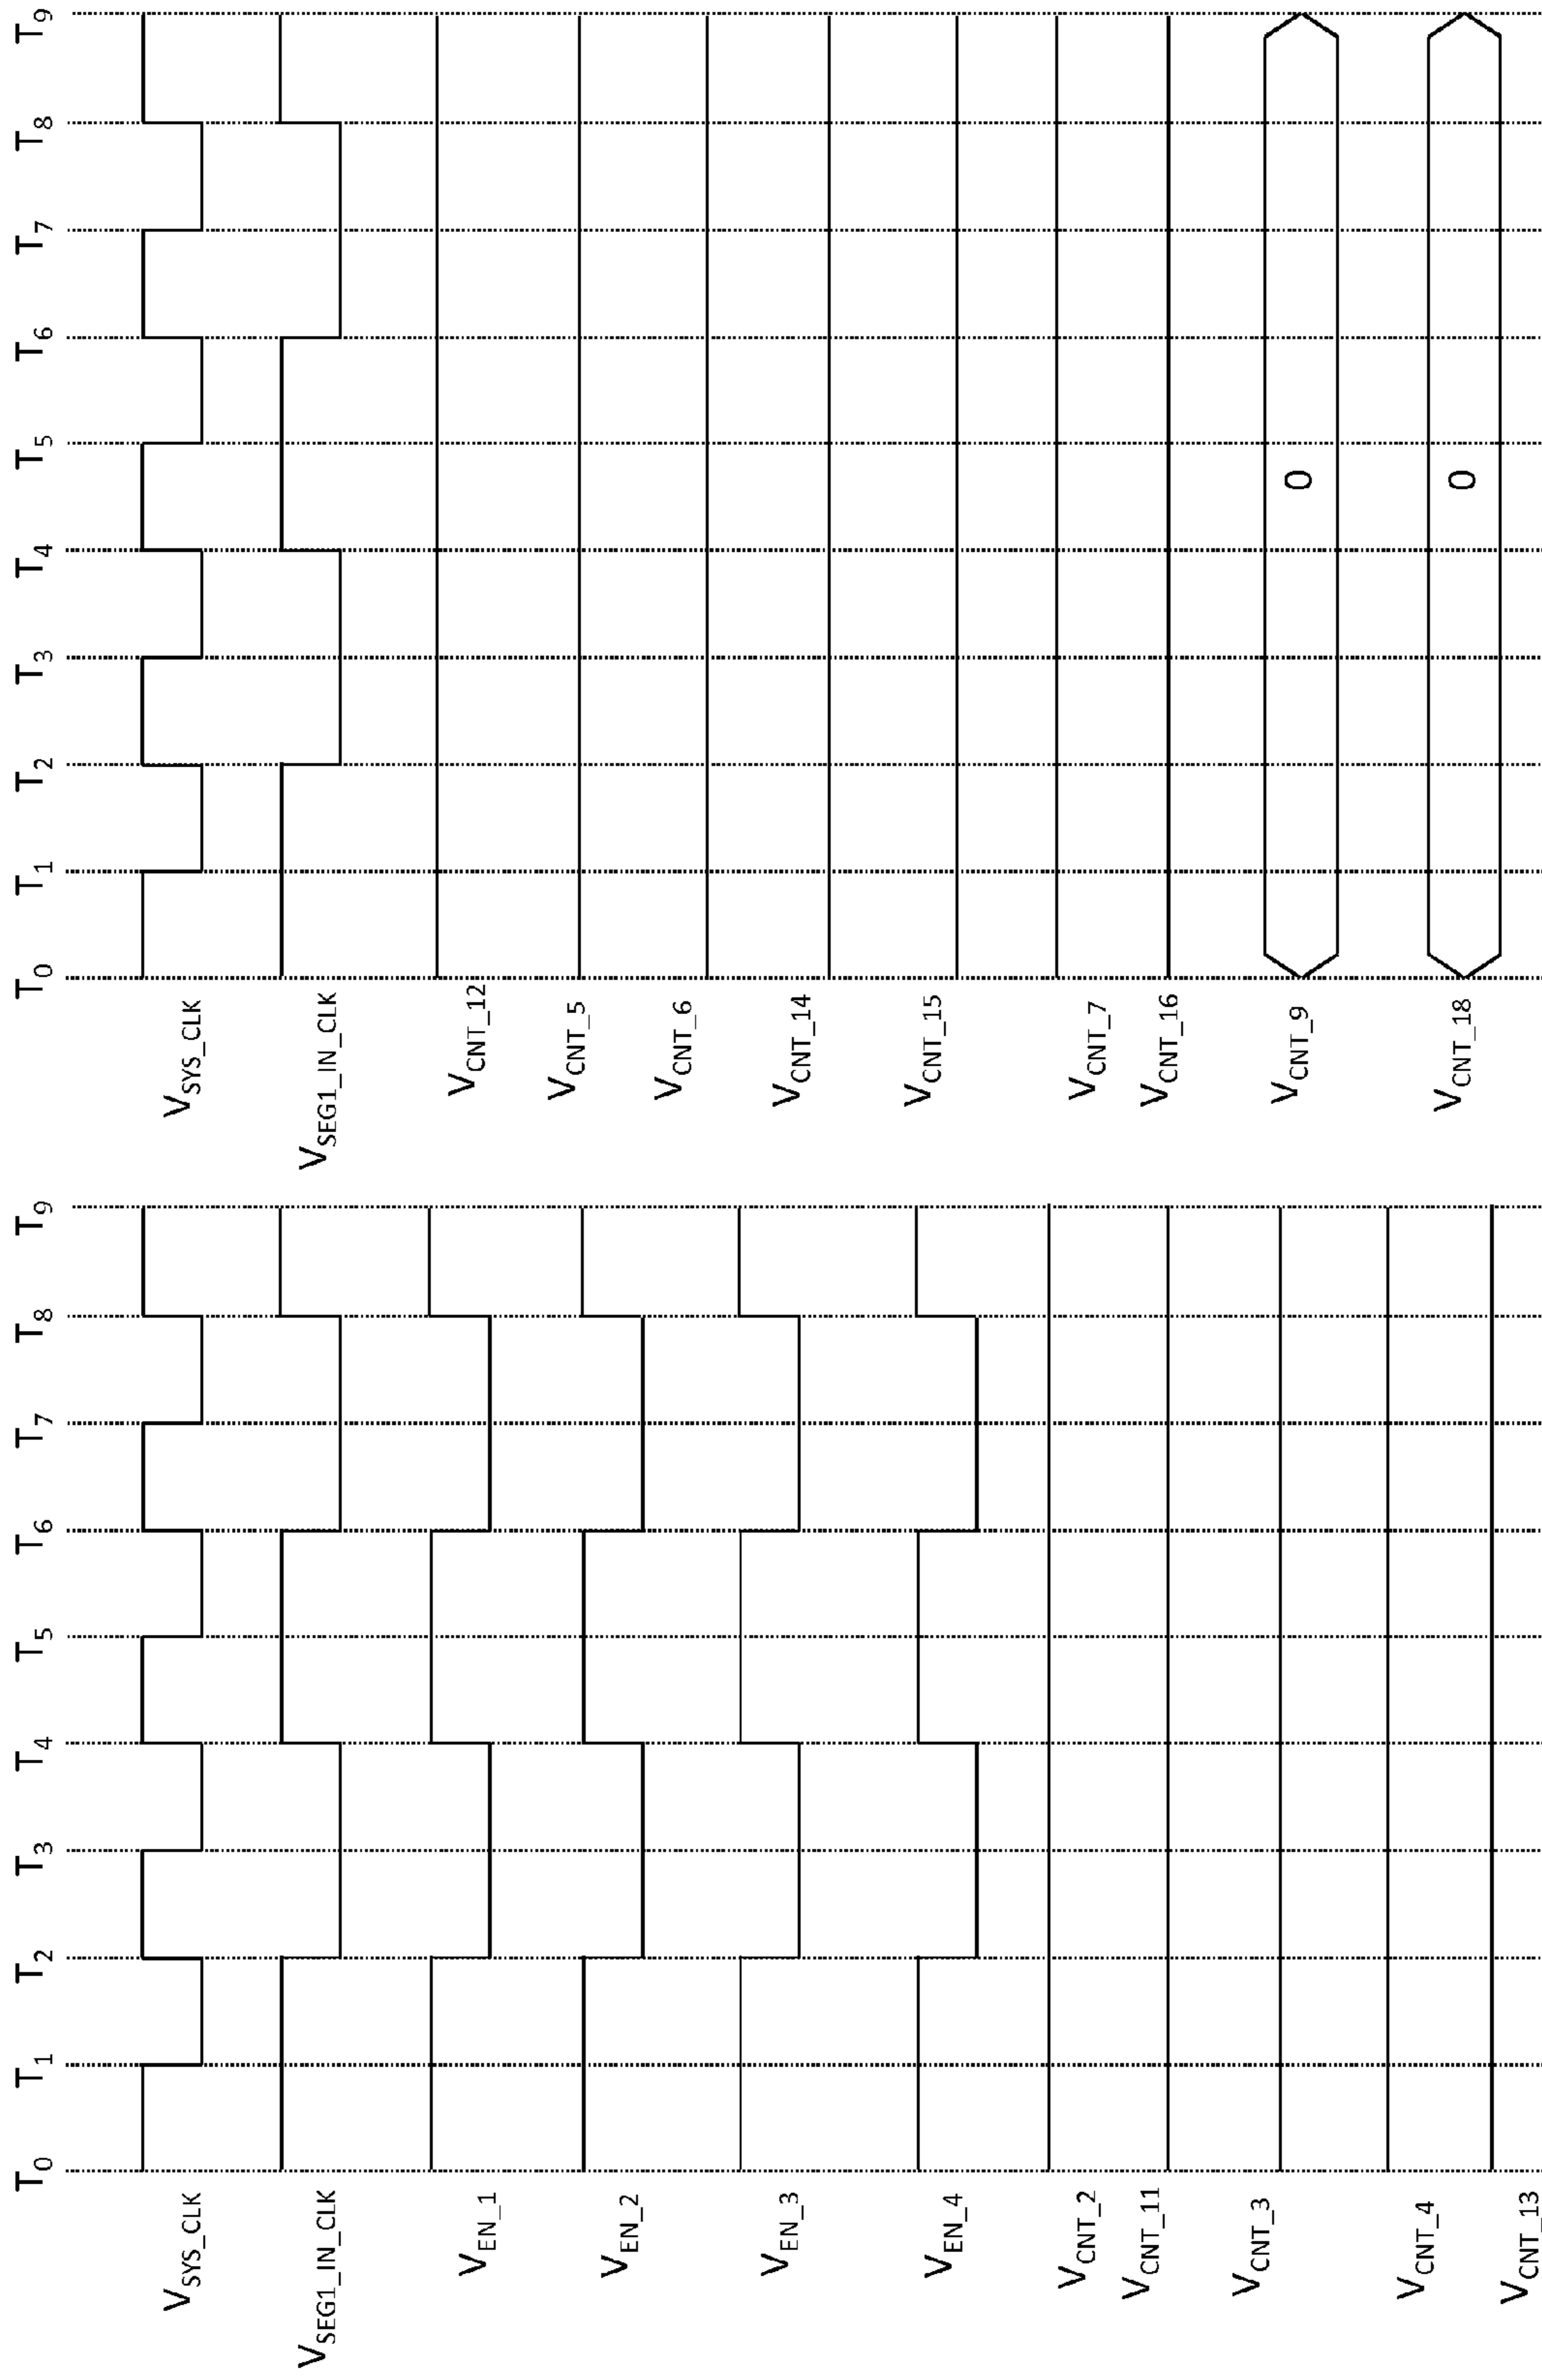 T0 T1 T2 T3 T4 T5 T6 T7 T8 T9
VSYS_CLK
VSEG1_IN_CLK
VEN_1
VEN_2
VEN_3
VEN_4
VCNT_2
VCNT_11
VCNT_3
VCNT_4
VCNT_13
T0 T1 T2 T3 T4 T5 T6 T7 T8 T9
VSYS_CLK
VSEG1_IN_CLK
VCNT_12
VCNT_5
VCNT_6
VCNT_14
VCNT_15
VCNT_7
VCNT_16
VCNT_9
0
VCNT_18
0